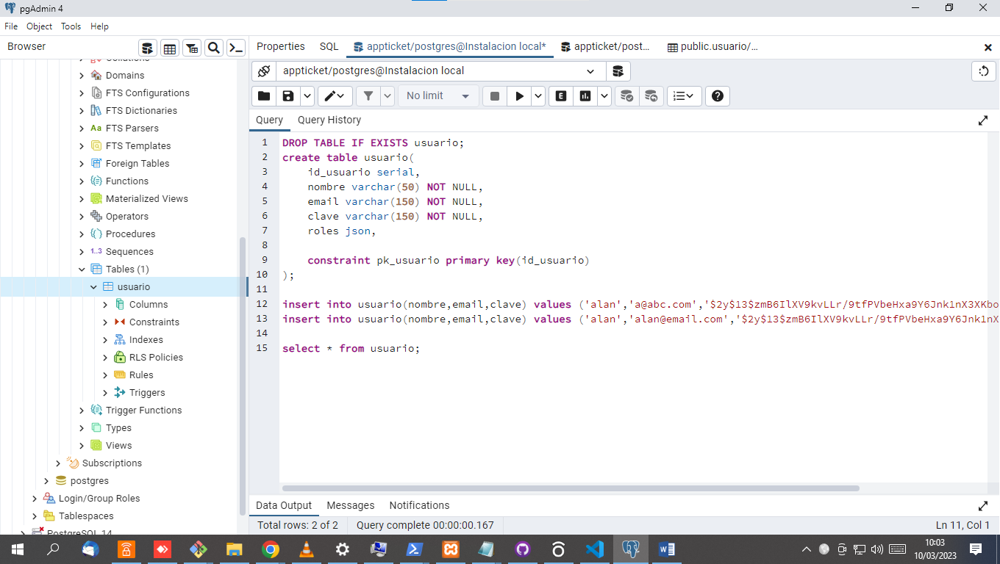 pgAdmin 4
File Object Tools Help
Browser
Properties SQL appticket/postgres@Instalacion local* appticket/post... public.usuario/...
appticket/postgres@Instalacion local
No limit
Query Query History
Collations
Domains
FTS Configurations
FTS Dictionaries
Aa FTS Parsers
FTS Templates
Foreign Tables
Functions
Materialized Views
Operators
Procedures
1..3 Sequences
Tables (1)
usuario
Columns
Constraints
Indexes
RLS Policies
Rules
Triggers
Trigger Functions
Types
Views
Subscriptions
postgres
Login/Group Roles
Tablespaces
PostgreSQL 14
1 DROP TABLE IF EXISTS usuario;
2 create table usuario(
3 id_usuario serial,
4 nombre varchar(50) NOT NULL,
5 email varchar(150) NOT NULL,
6 clave varchar(150) NOT NULL,
7 roles json,
8
9 constraint pk_usuario primary key(id_usuario)
10 );
11
12 insert into usuario(nombre,email,clave) values ('alan','a@abc.com','$2y$13$zmB6IlXV9kvLLr/9tfPVbeHxa9Y6Jnk1nX3XKbo
13 insert into usuario(nombre,email,clave) values ('alan','alan@email.com','$2y$13$zmB6IlXV9kvLLr/9tfPVbeHxa9Y6Jnk1nX
14
15 select * from usuario;
Data Output Messages Notifications
Total rows: 2 of 2 Query complete 00:00:00.167 Ln 11, Col 1
10:03
10/03/2023